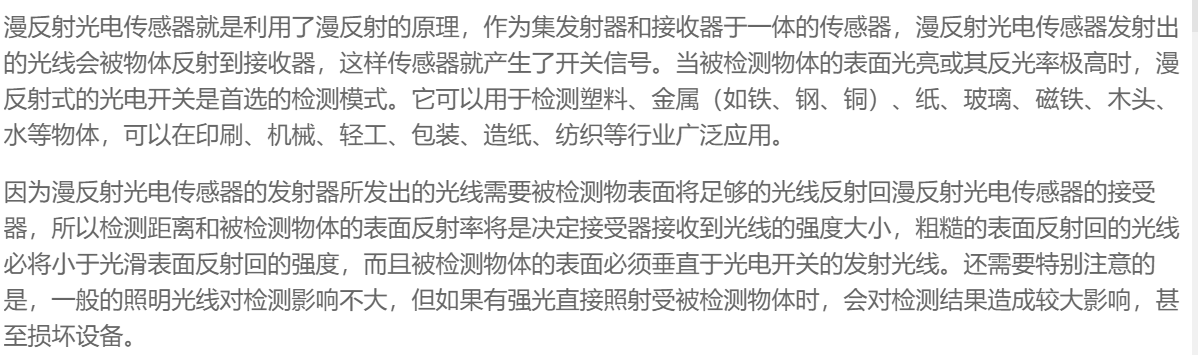 漫反射光电传感器就是利用了漫反射的原理，作为集发射器和接收器于一体的传感器，漫反射光电传感器发射出
的光线会被物体反射到接收器，这样传感器就产生了开关信号。当被检测物体的表面光亮或其反光率极高时，漫
反射式的光电开关是首选的检测模式。它可以用于检测塑料、金属（如铁、钢、铜）、纸、玻璃、磁铁、木头、
水等物体，可以在印刷、机械、轻工、包装、造纸、纺织等行业广泛应用。
因为漫反射光电传感器的发射器所发出的光线需要被检测物表面将足够的光线反射回漫反射光电传感器的接受
器，所以检测距离和被检测物体的表面反射率将是决定接受器接收到光线的强度大小，粗糙的表面反射回的光线
必将小于光滑表面反射回的强度，而且被检测物体的表面必须垂直于光电开关的发射光线。还需要特别注意的
是，一般的照明光线对检测影响不大，但如果有强光直接照射受被检测物体时，会对检测结果造成较大影响，甚
至损坏设备。